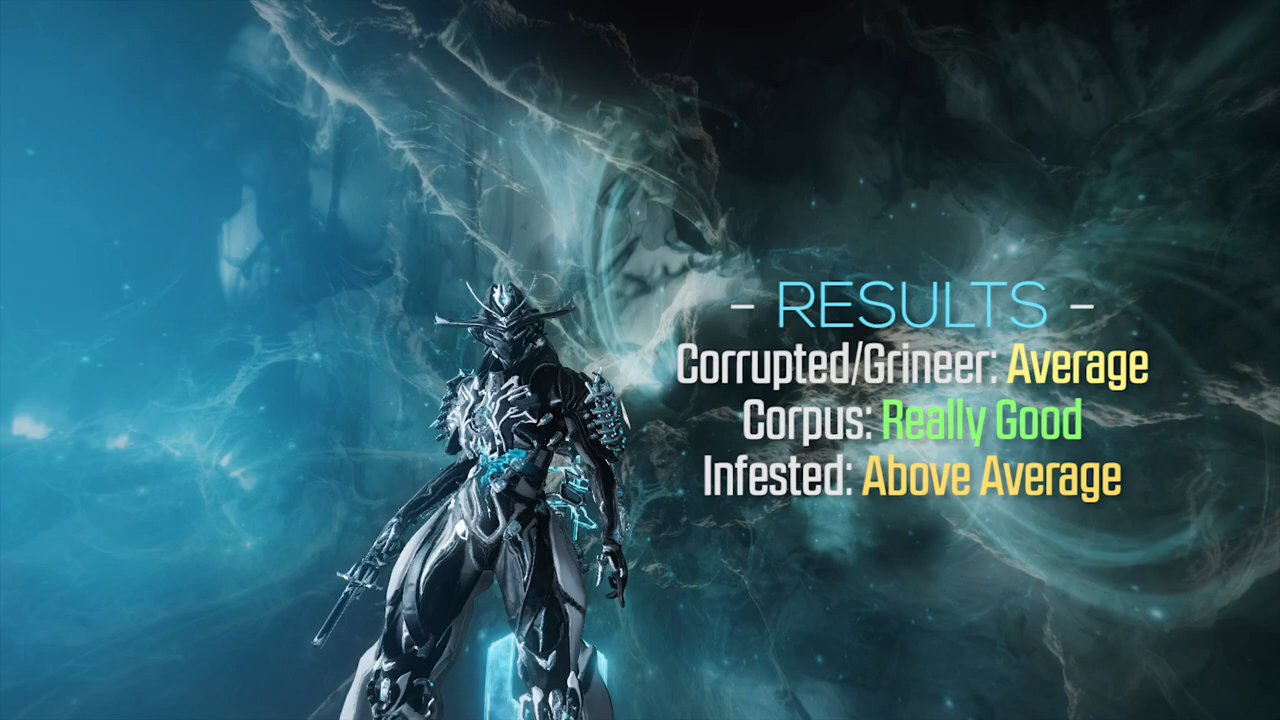 - RESULTS -
Corrupted/Grineer: Average
Corpus: Really Good
Infested: Above Average